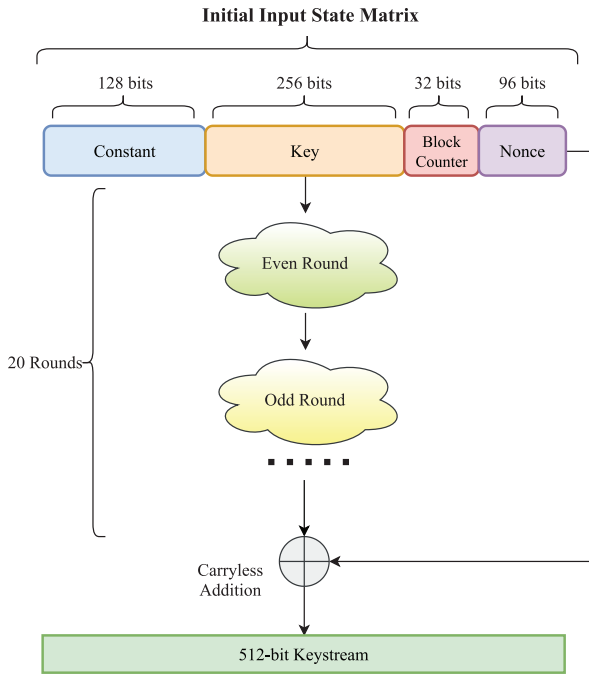 Initial Input State Matrix
128 bits
256 bits
32 bits
96 bits
Constant
Key
Block
Counter
Nonce
Even Round
20 Rounds
Odd Round
Carryless
Addition
512-bit Keystream